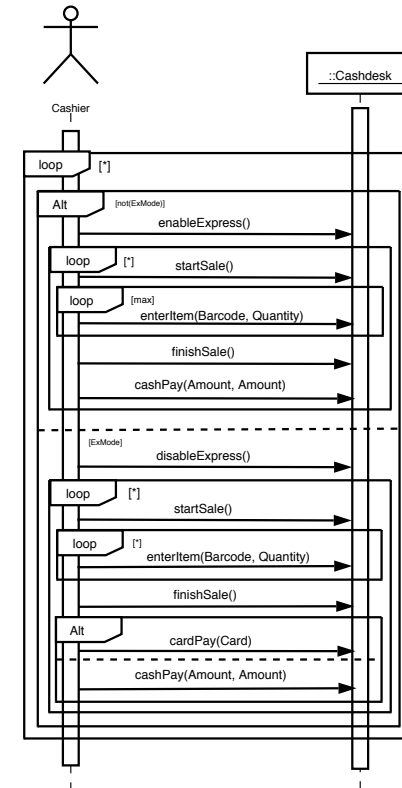 ::Cashdesk
Cashier
loop [*]
Alt [not(ExMode)]
enableExpress()
loop [*]
startSale()
loop [max]
enterItem(Barcode, Quantity)
finishSale()
cashPay(Amount, Amount)
[ExMode]
disableExpress()
loop [*]
startSale()
loop [*]
enterItem(Barcode, Quantity)
finishSale()
Alt
cardPay(Card)
cashPay(Amount, Amount)